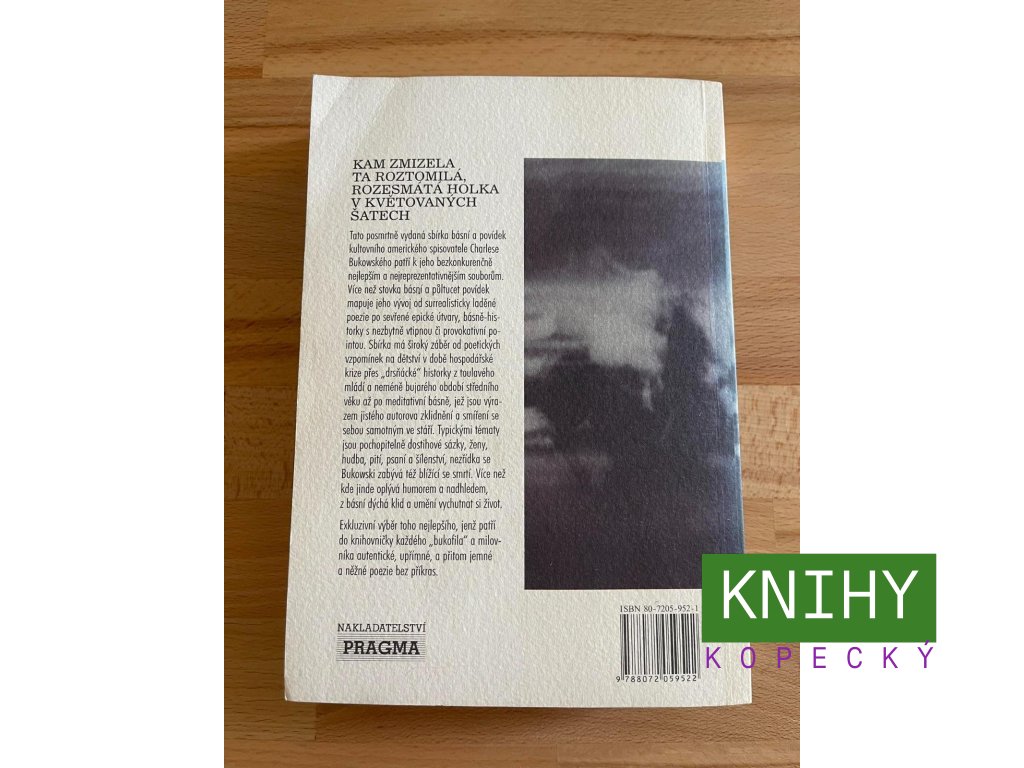 KAM ZMIZELA
TA ROZTOMILÁ,
ROZESMÁTÁ HOLKA
V KVĚTOVANÝCH
ŠATECH
Tato posmrtně vydaná sbírka básní a povídek
kultovního amerického spisovatele Charlese
Bukowského patří k jeho bezkonkurenčně
nejlepším a nejreprezentativnějším souborům.
Více než stovka básní a půltucet povídek
mapuje jeho vývoj od surrealisticky laděné
poezie po sevřené epické útvary, básně-his-
torky s nezbytně vtipnou či provokativní po-
intou. Sbírka má široký záběr od poetických
vzpomínek na dětství v době hospodářské
krize přes „drsňácké“ historky z toulavého
mládí a neméně bujarého období středního
věku až po meditativní básně, jež jsou výra-
zem jistého autorova zklidnění a smíření se
sebou samotným ve stáří. Typickými tématy
jsou pochopitelně dostihové sázky, ženy,
hudba, pití, psaní a šílenství, nezřídka se
Bukowski zabývá též blížící se smrtí. Více než
kde jinde oplývá humorem a nadhledem,
z básní dýchá klid a umění vychutnat si život.
Exkluzivní výběr toho nejlepšího, jenž patří
do knihovničky každého „bukofila“ a milov-
níka autentické, upřímné, a přitom jemné
a něžné poezie bez příkras.
NAKLADATELSTVÍ
PRAGMA
ISBN 80-7205-952-1
9 788072 059522
KNIHY
KOPECKÝ